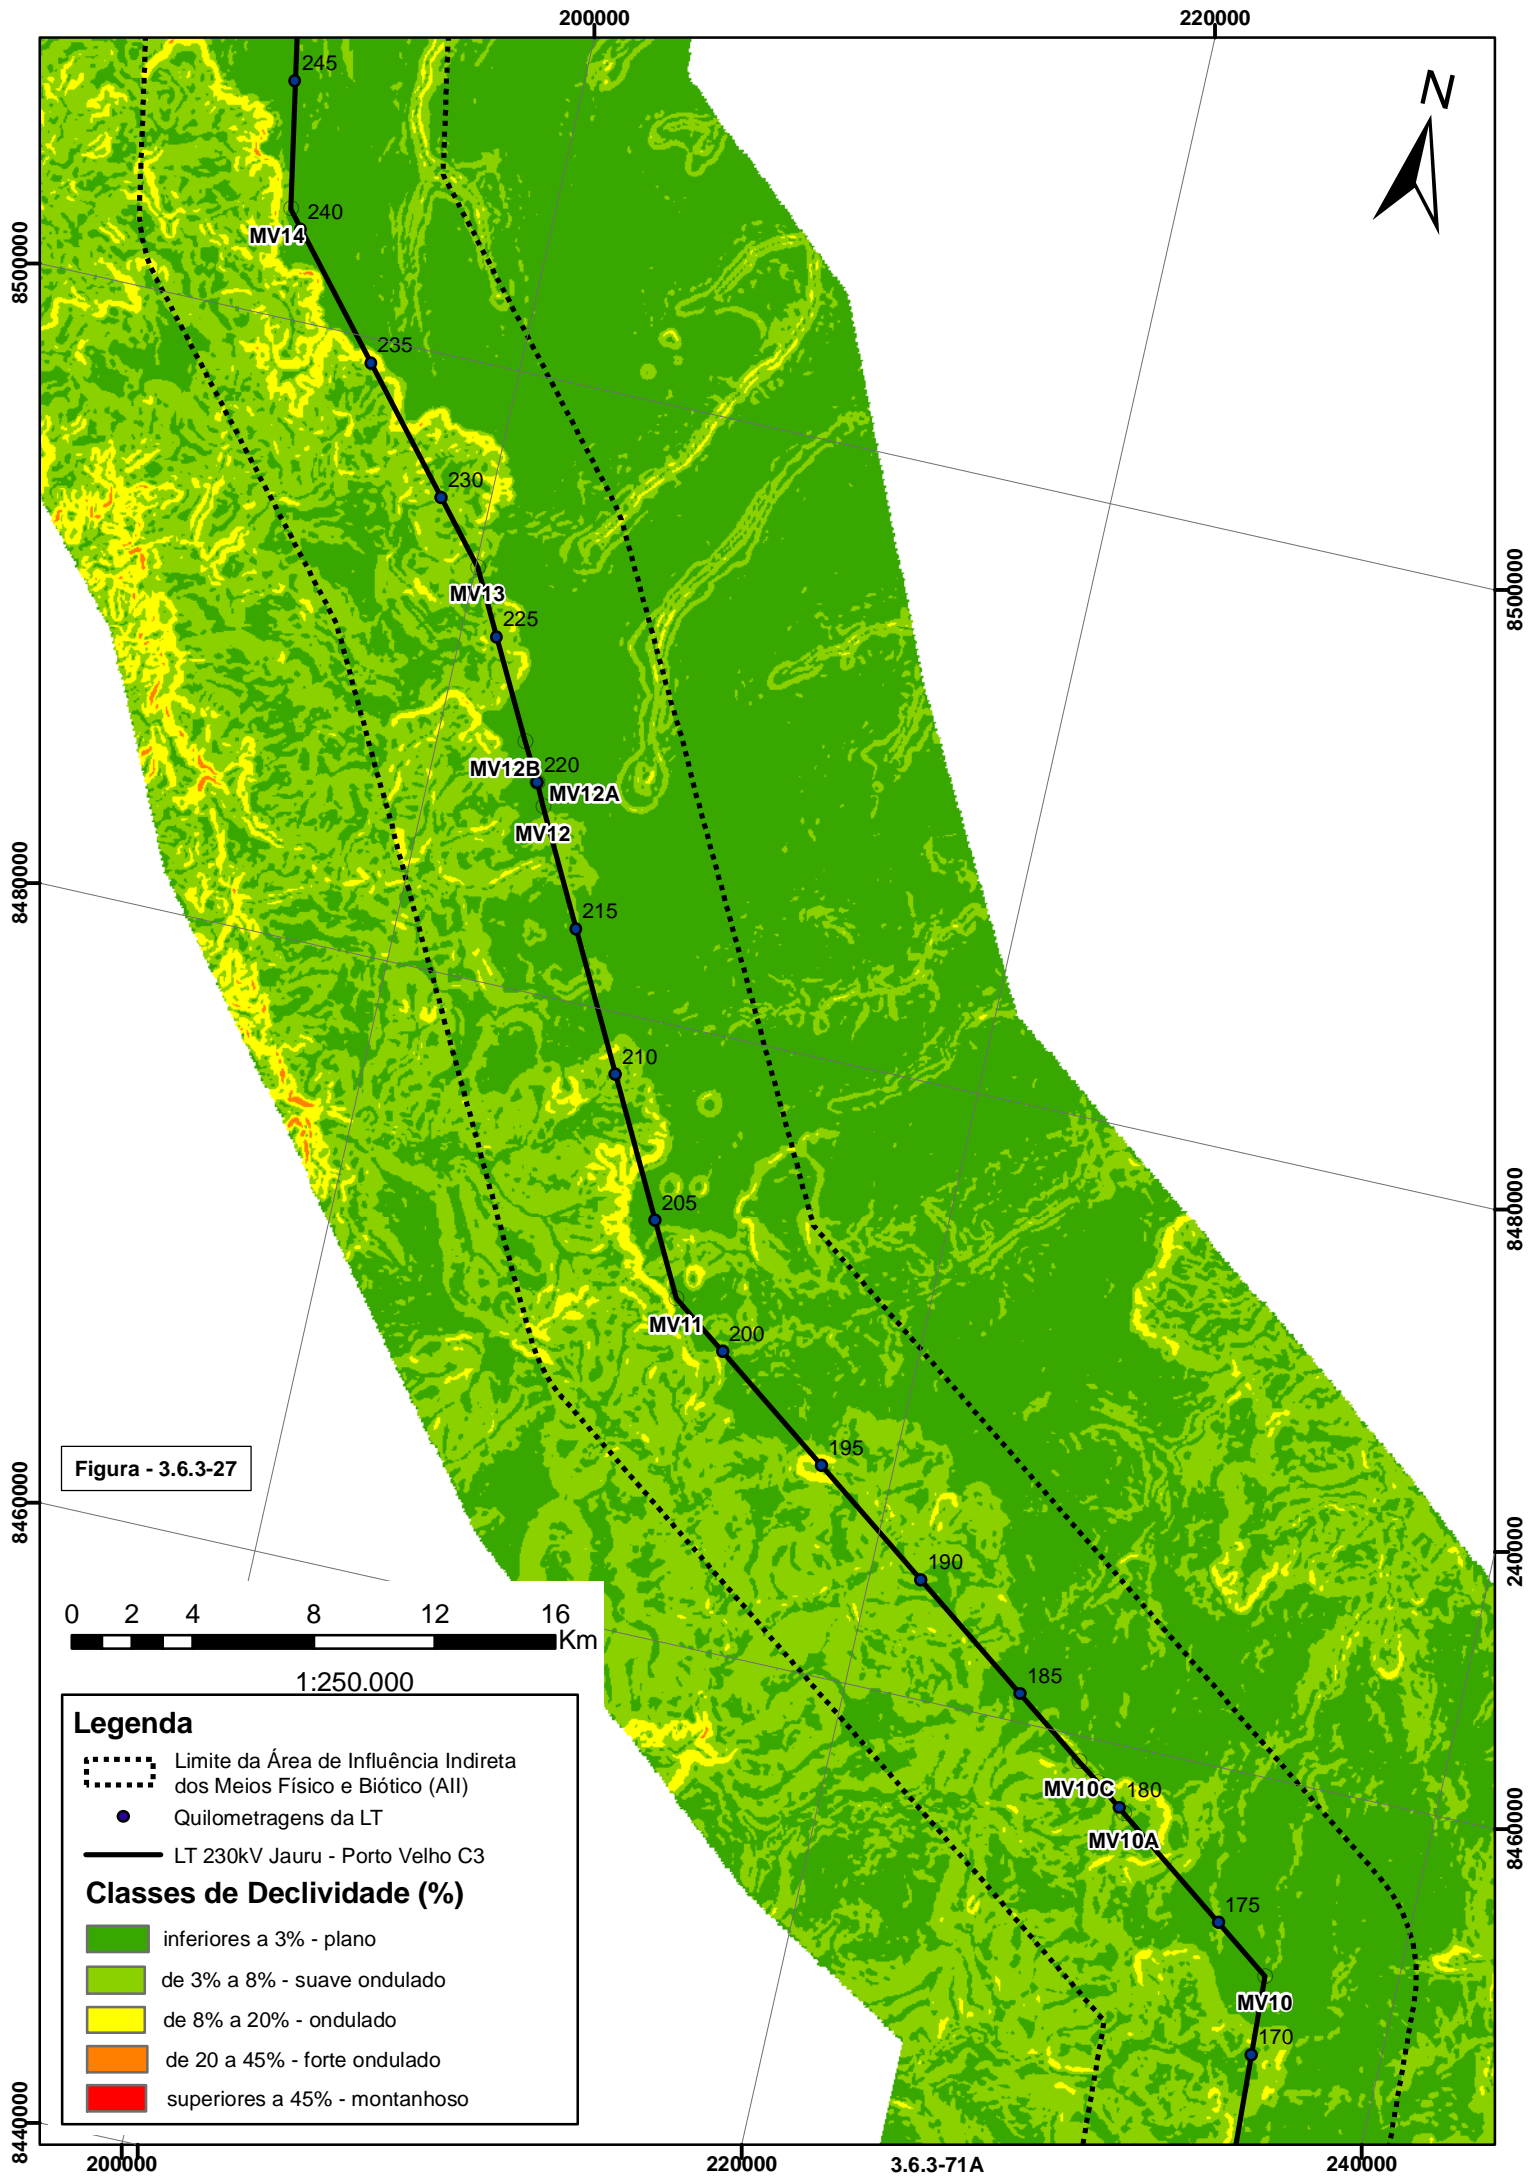 200000
220000
N
245
240
MV14
8500000
235
230
8500000
MV13
225
220
MV12B
MV12A
MV12
8480000
215
210
205
8480000
MV11
200
195
Figura - 3.6.3-27
8460000
190
240000
0 2 4 8 12 16
Km
1:250.000
185
MV10C
180
MV10A
8460000
175
MV10
170
Legenda
Limite da Área de Influência Indireta
dos Meios Físico e Biótico (AII)
Quilometragens da LT
LT 230kV Jauru - Porto Velho C3
Classes de Declividade (%)
inferiores a 3% - plano
de 3% a 8% - suave ondulado
de 8% a 20% - ondulado
de 20 a 45% - forte ondulado
superiores a 45% - montanhoso
8440000
200000
220000
3.6.3-71A
240000